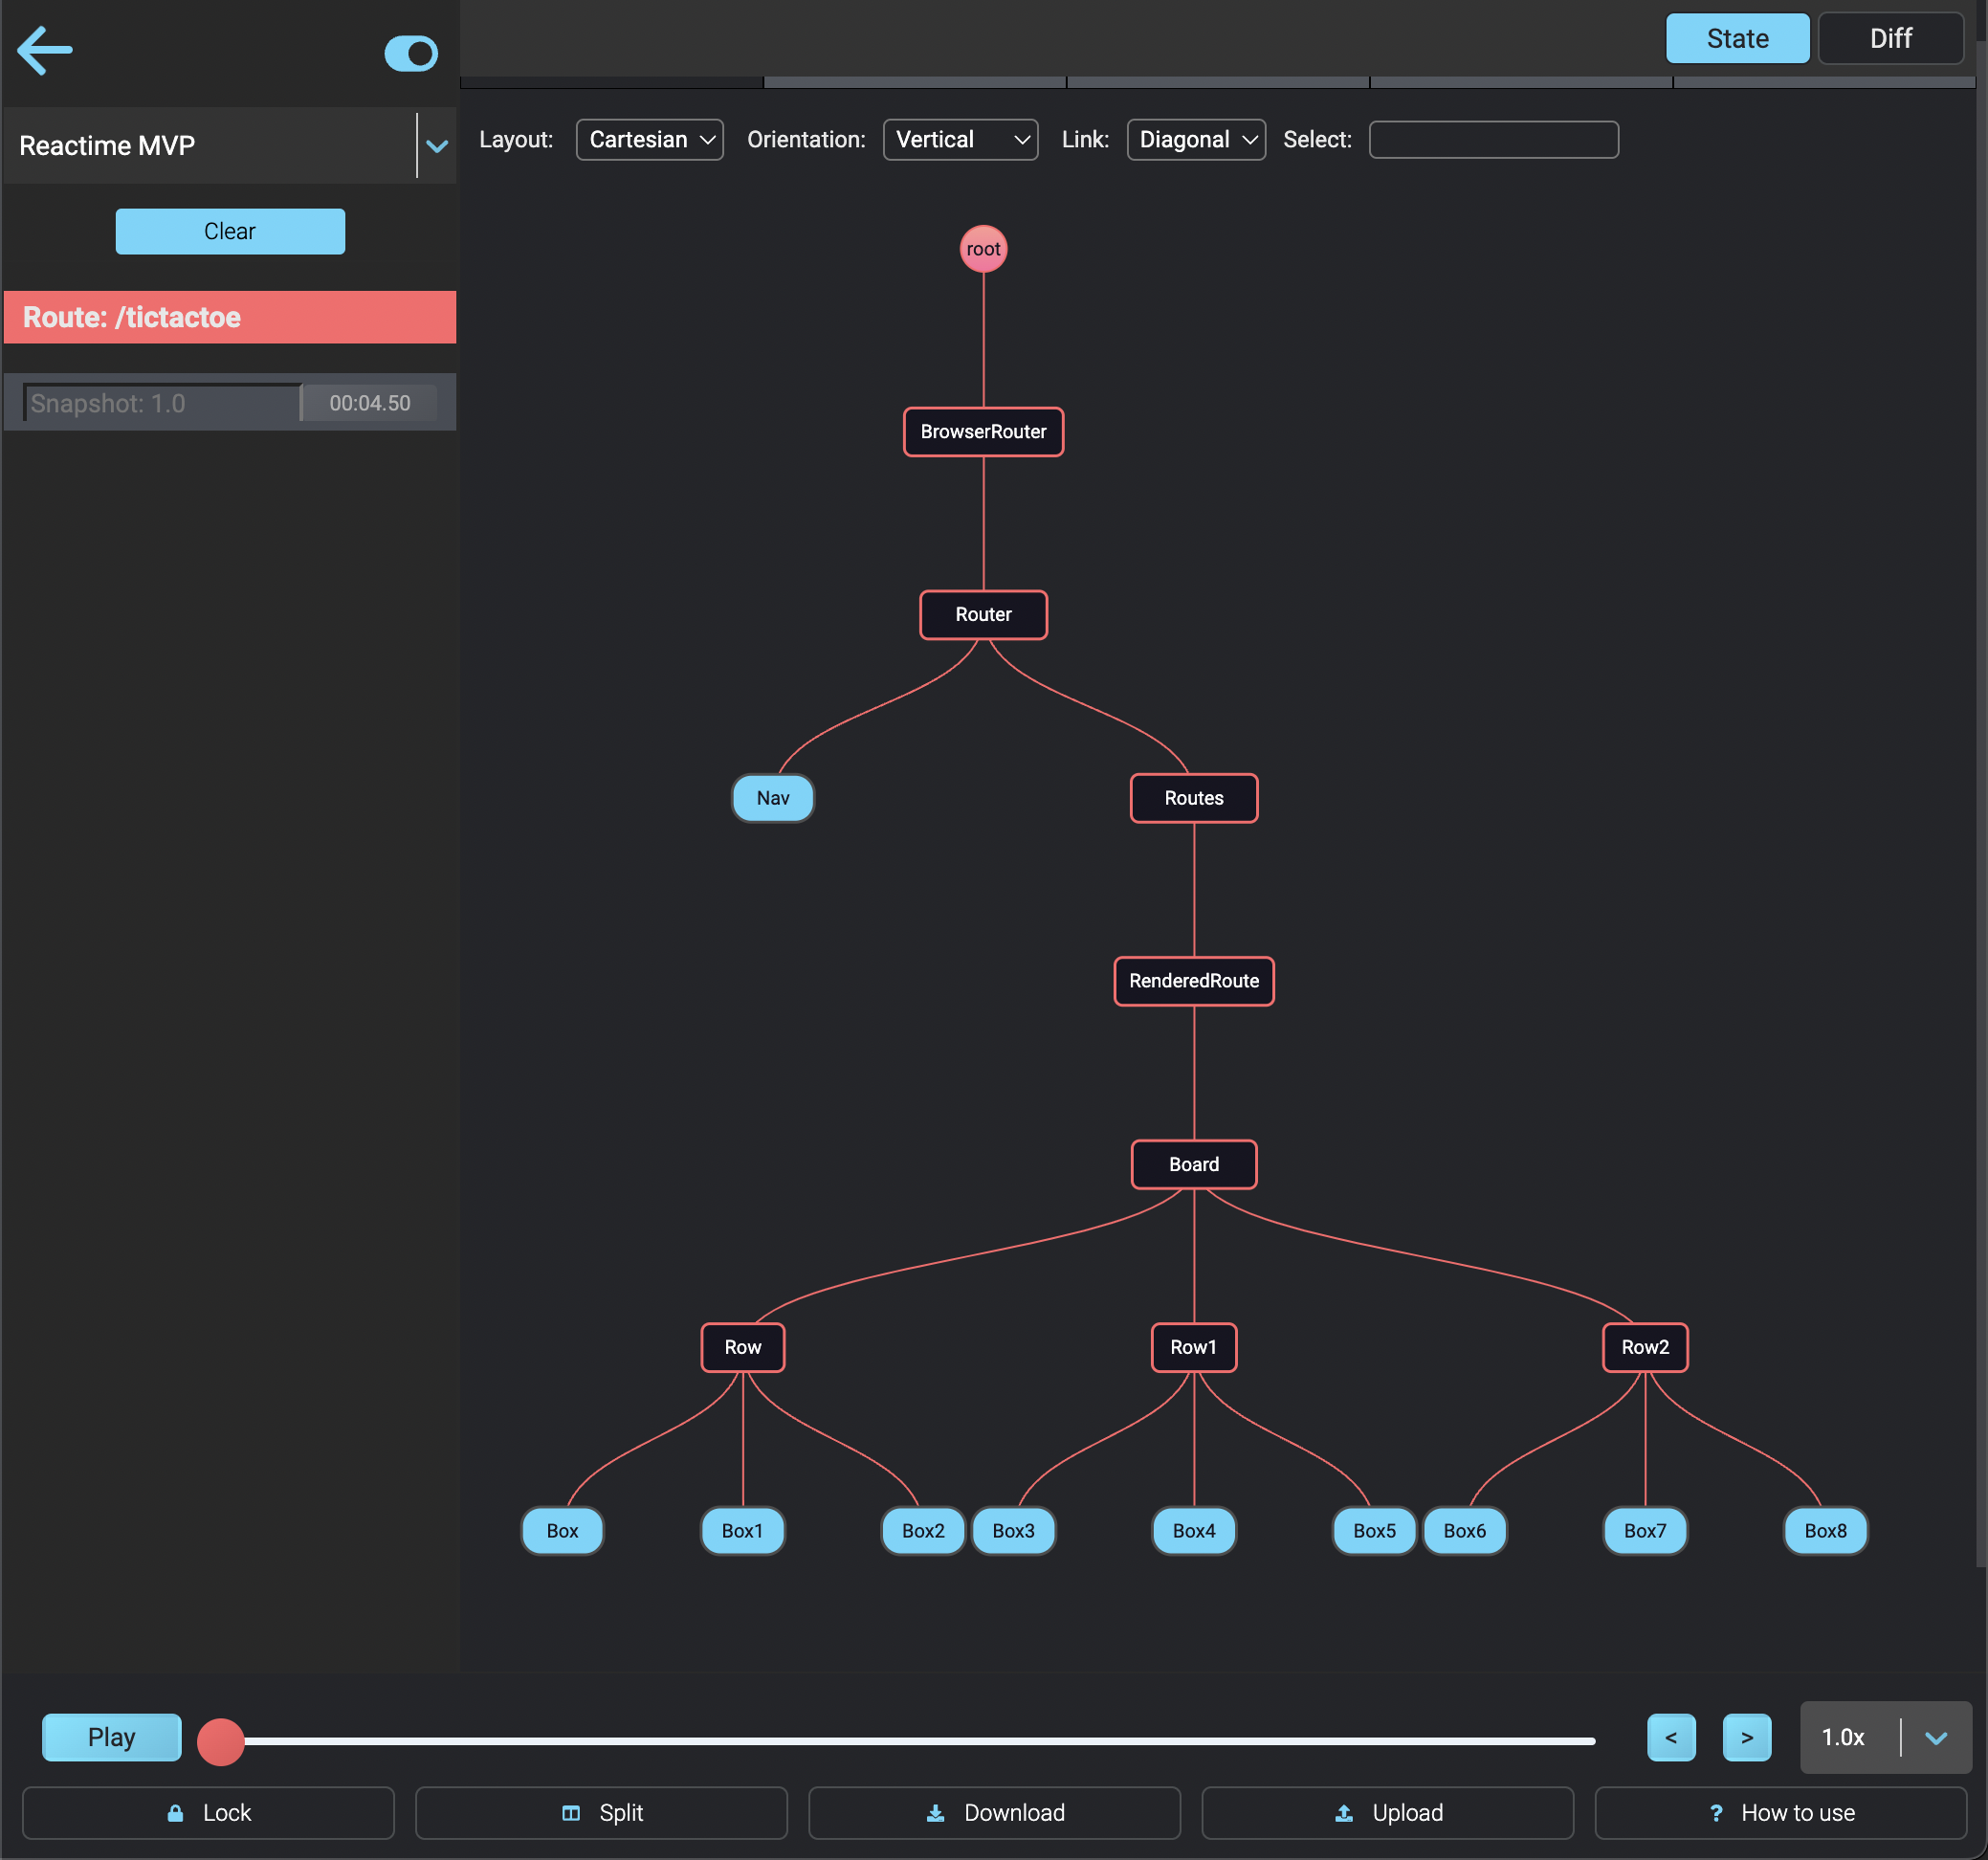 State
Diff
Reactime MVP
Layout: Cartesian Orientation: Vertical Link: Diagonal Select:
Clear
root
Route: /tictactoe
Snapshot: 1.0 00:04.50
BrowserRouter
Router
Nav
Routes
RenderedRoute
Board
Row
Row1
Row2
Box
Box1
Box2
Box3
Box4
Box5
Box6
Box7
Box8
Play
<
>
1.0x
Lock
Split
Download
Upload
? How to use